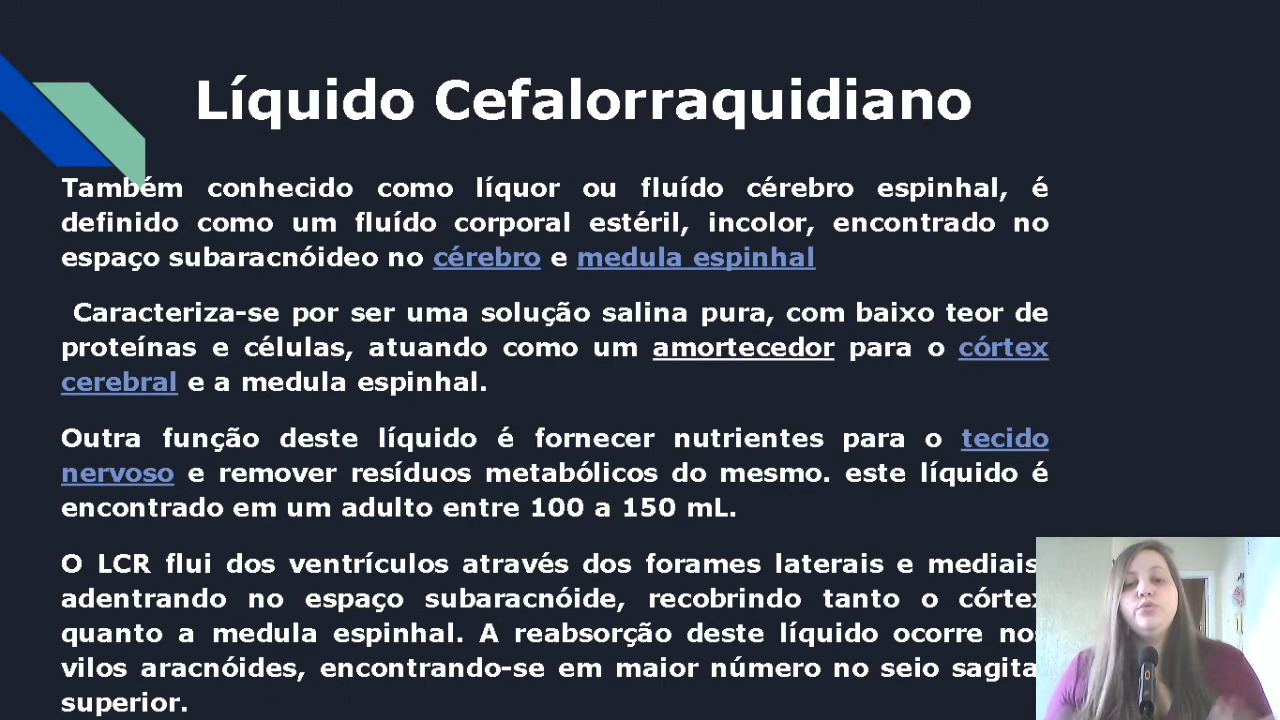 Líquido Cefalorraquidiano
Também conhecido como líquor ou fluído cérebro espinhal, é
definido como um fluído corporal estéril, incolor, encontrado no
espaço subaracnóideo no cérebro e medula espinhal
Caracteriza-se por ser uma solução salina pura, com baixo teor de
proteínas e células, atuando como um amortecedor para o córtex
cerebral e a medula espinhal.
Outra função deste líquido é fornecer nutrientes para o tecido
nervoso e remover resíduos metabólicos do mesmo. este líquido é
encontrado em um adulto entre 100 a 150 mL.
O LCR flui dos ventrículos através dos forames laterais e mediais
adentrando no espaço subaracnóide, recobrindo tanto o córtex
quanto a medula espinhal. A reabsorção deste líquido ocorre nos
vilos aracnóides, encontrando-se em maior número no seio sagita
superior.